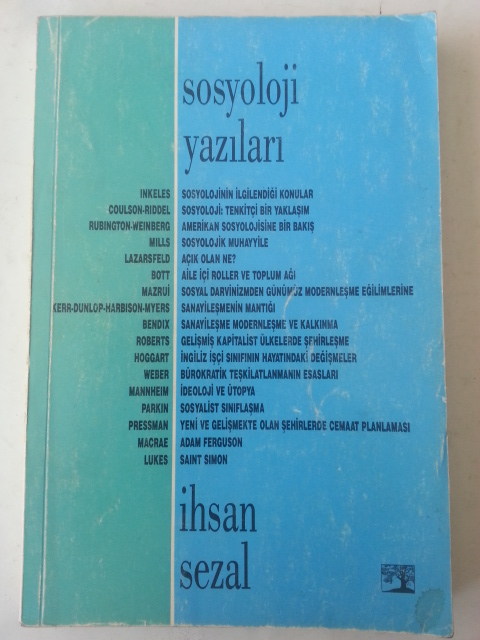 sosyoloji
yazıları
INKELES SOSYOLOJİNİN İLGİLENDİĞİ KONULAR
COULSON-RIDDEL SOSYOLOJİ: TENKİTÇİ BİR YAKLAŞIM
RUBINGTON-WEINBERG AMERİKAN SOSYOLOJİSİNE BİR BAKIŞ
MILLS SOSYOLOJİK MUHAYYİLE
LAZARSFELD AÇIK OLAN NE?
BOTT AİLE İÇİ ROLLER VE TOPLUM AĞI
MAZRUI SOSYAL DARVİNİZMDEN GÜNÜMÜZ MODERNLEŞME EĞİLİMLERİNE
KERR-DUNLOP-HARBISON-MYERS SANAYİLEŞMENİN MANTIĞI
BENDIX SANAYİLEŞME MODERNLEŞME VE KALKINMA
ROBERTS GELİŞMİŞ KAPİTALİST ÜLKELERDE ŞEHİRLEŞME
HOGGART İNGİLİZ İŞÇİ SINIFININ HAYATINDAKİ DEĞİŞMELER
WEBER BÜROKRATİK TEŞKİLATLANMANIN ESASLARI
MANNHEIM İDEOLOJİ VE ÜTOPYA
PARKIN SOSYALİST SINIFLAŞMA
PRESSMAN YENİ VE GELİŞMEKTE OLAN ŞEHİRLERDE CEMAAT PLANLAMASI
MACRAE ADAM FERGUSON
LUKES SAINT SIMON
ihsan
sezal